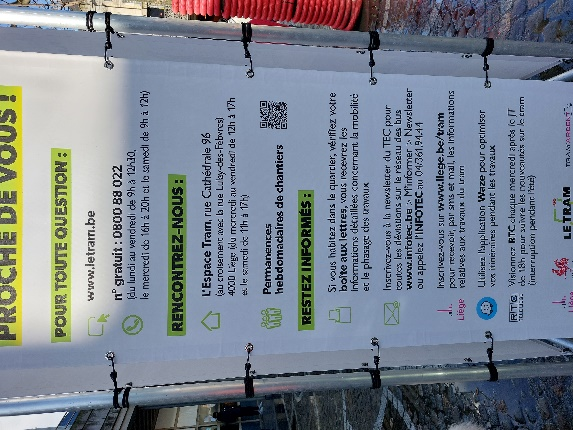 PROCHE DE VOUS !
POUR TOUTE QUESTION :
www.letram.be
n° gratuit : 0800 88 022
(du lundi au vendredi de 9h à 12h30,
le mercredi de 16h à 20h et le samedi de 9h à 12h)
RENCONTREZ-NOUS :
L'Espace Tram, rue Cathédrale 96
(au croisement avec la rue Lulay-des-Fèbvres)
4000 Liège (du mercredi au vendredi de 12h à 17h
et le samedi de 11h à 17h)
Permanences
hebdomadaires de chantiers
RESTEZ INFORMÉS :
Si vous habitez dans le quartier, vérifiez votre
boîte aux lettres, vous recevrez les
informations détaillées concernant la mobilité
et le phasage des travaux
Inscrivez-vous à la newsletter du TEC pour
toutes les déviations sur le réseau des bus
www.infotec.be > M'informer > Newsletter
ou appelez l'INFOTEC au 04-361 94 44
Inscrivez-vous sur www.liege.be/tram
pour recevoir, par sms et mail, les informations
relatives aux travaux du tram
Liège
Utilisez l'application Waze pour optimiser
vos itinéraires pendant les travaux
RTC
Visionnez RTC chaque mercredi après le JT
de 18h pour suivre les nouveautés sur le tram
(interruption pendant l'été)
Liège
LE TRAM